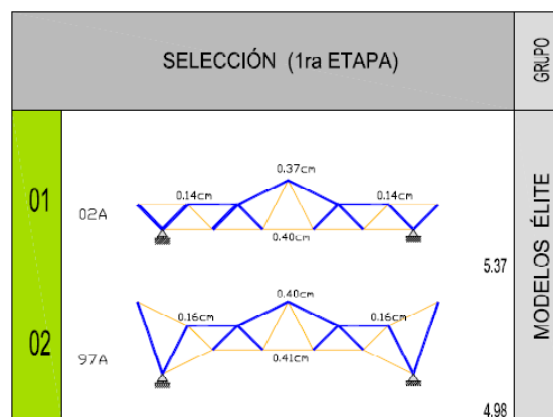 SELECCIÓN (1ra ETAPA)
GRUPO
01
02A
0.37cm
0.14cm
0.14cm
0.40cm
5.37
MODELOS ÉLITE
02
97A
0.40cm
0.16cm
0.16cm
0.41cm
4.98